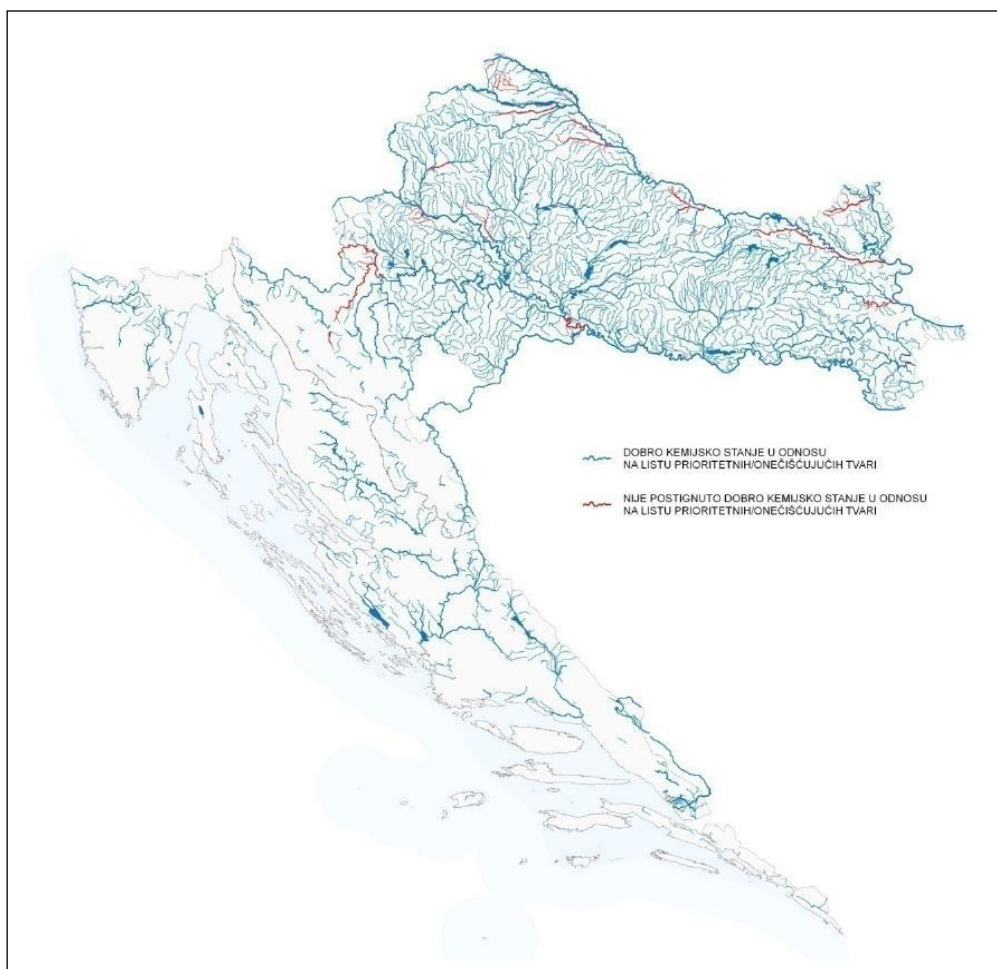 DOBRO KEMIJSKO STANJE U ODNOSU
NA LISTU PRIORITETNIH/ONEČIŠĆUJUĆIH TVARI
NIJE POSTIGNUTO DOBRO KEMIJSKO STANJE U ODNOSU
NA LISTU PRIORITETNIH/ONEČIŠĆUJUĆIH TVARI